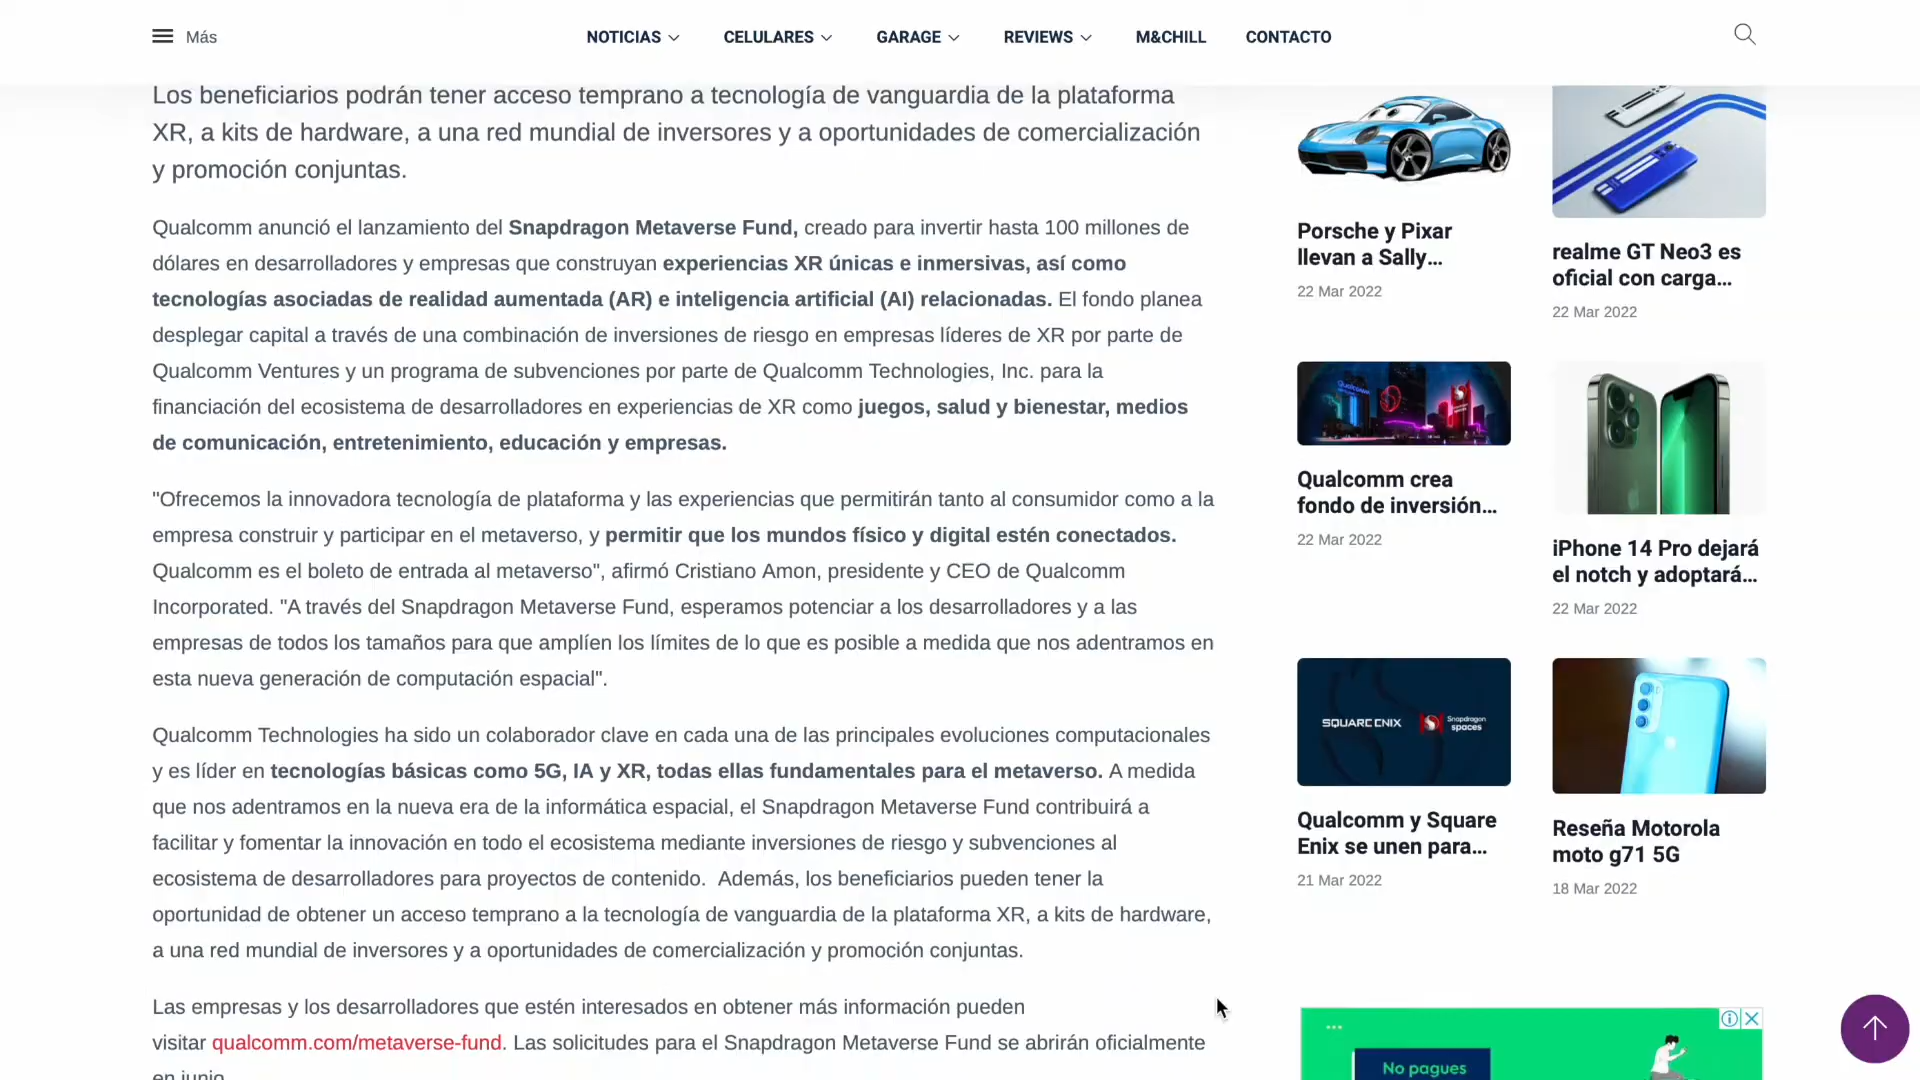 Más
NOTICIAS
CELULARES
GARAGE
REVIEWS
M&CHILL
CONTACTO
Los beneficiarios podrán tener acceso temprano a tecnología de vanguardia de la plataforma
XR, a kits de hardware, a una red mundial de inversores y a oportunidades de comercialización
y promoción conjuntas.
Qualcomm anunció el lanzamiento del Snapdragon Metaverse Fund, creado para invertir hasta 100 millones de
dólares en desarrolladores y empresas que construyan experiencias XR únicas e inmersivas, así como
tecnologías asociadas de realidad aumentada (AR) e inteligencia artificial (AI) relacionadas. El fondo planea
desplegar capital a través de una combinación de inversiones de riesgo en empresas líderes de XR por parte de
Qualcomm Ventures y un programa de subvenciones por parte de Qualcomm Technologies, Inc. para la
financiación del ecosistema de desarrolladores en experiencias de XR como juegos, salud y bienestar, medios
de comunicación, entretenimiento, educación y empresas.
"Ofrecemos la innovadora tecnología de plataforma y las experiencias que permitirán tanto al consumidor como a la
empresa construir y participar en el metaverso, y permitir que los mundos físico y digital estén conectados.
Qualcomm es el boleto de entrada al metaverso", afirmó Cristiano Amon, presidente y CEO de Qualcomm
Incorporated. "A través del Snapdragon Metaverse Fund, esperamos potenciar a los desarrolladores y a las
empresas de todos los tamaños para que amplíen los límites de lo que es posible a medida que nos adentramos en
esta nueva generación de computación espacial".
Qualcomm Technologies ha sido un colaborador clave en cada una de las principales evoluciones computacionales
y es líder en tecnologías básicas como 5G, IA y XR, todas ellas fundamentales para el metaverso. A medida
que nos adentramos en la nueva era de la informática espacial, el Snapdragon Metaverse Fund contribuirá a
facilitar y fomentar la innovación en todo el ecosistema mediante inversiones de riesgo y subvenciones al
ecosistema de desarrolladores para proyectos de contenido.  Además, los beneficiarios pueden tener la
oportunidad de obtener un acceso temprano a la tecnología de vanguardia de la plataforma XR, a kits de hardware,
a una red mundial de inversores y a oportunidades de comercialización y promoción conjuntas.
Las empresas y los desarrolladores que estén interesados en obtener más información pueden
visitar qualcomm.com/metaverse-fund. Las solicitudes para el Snapdragon Metaverse Fund se abrirán oficialmente
en junio.
Porsche y Pixar
llevan a Sally...
22 Mar 2022
realme GT Neo3 es
oficial con carga...
22 Mar 2022
Qualcomm
Qualcomm crea
fondo de inversión...
22 Mar 2022
iPhone 14 Pro dejará
el notch y adoptará...
22 Mar 2022
SQUARE ENIX
Snapdragon
spaces
Qualcomm y Square
Enix se unen para...
21 Mar 2022
Reseña Motorola
moto g71 5G
18 Mar 2022
No pagues